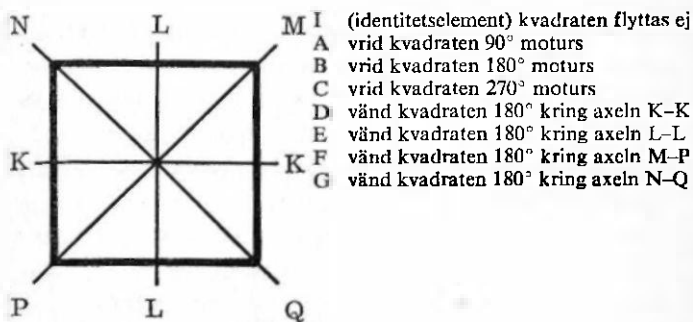 N L M
K K
P L Q
I (identitetselement) kvadraten flyttas ej
A vrid kvadraten 90° moturs
B vrid kvadraten 180° moturs
C vrid kvadraten 270° moturs
D vänd kvadraten 180° kring axeln K–K
E vänd kvadraten 180° kring axeln L–L
F vänd kvadraten 180° kring axeln M–P
G vänd kvadraten 180° kring axeln N–Q